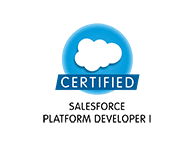 CERTIFIED
SALESFORCE
PLATFORM DEVELOPER I